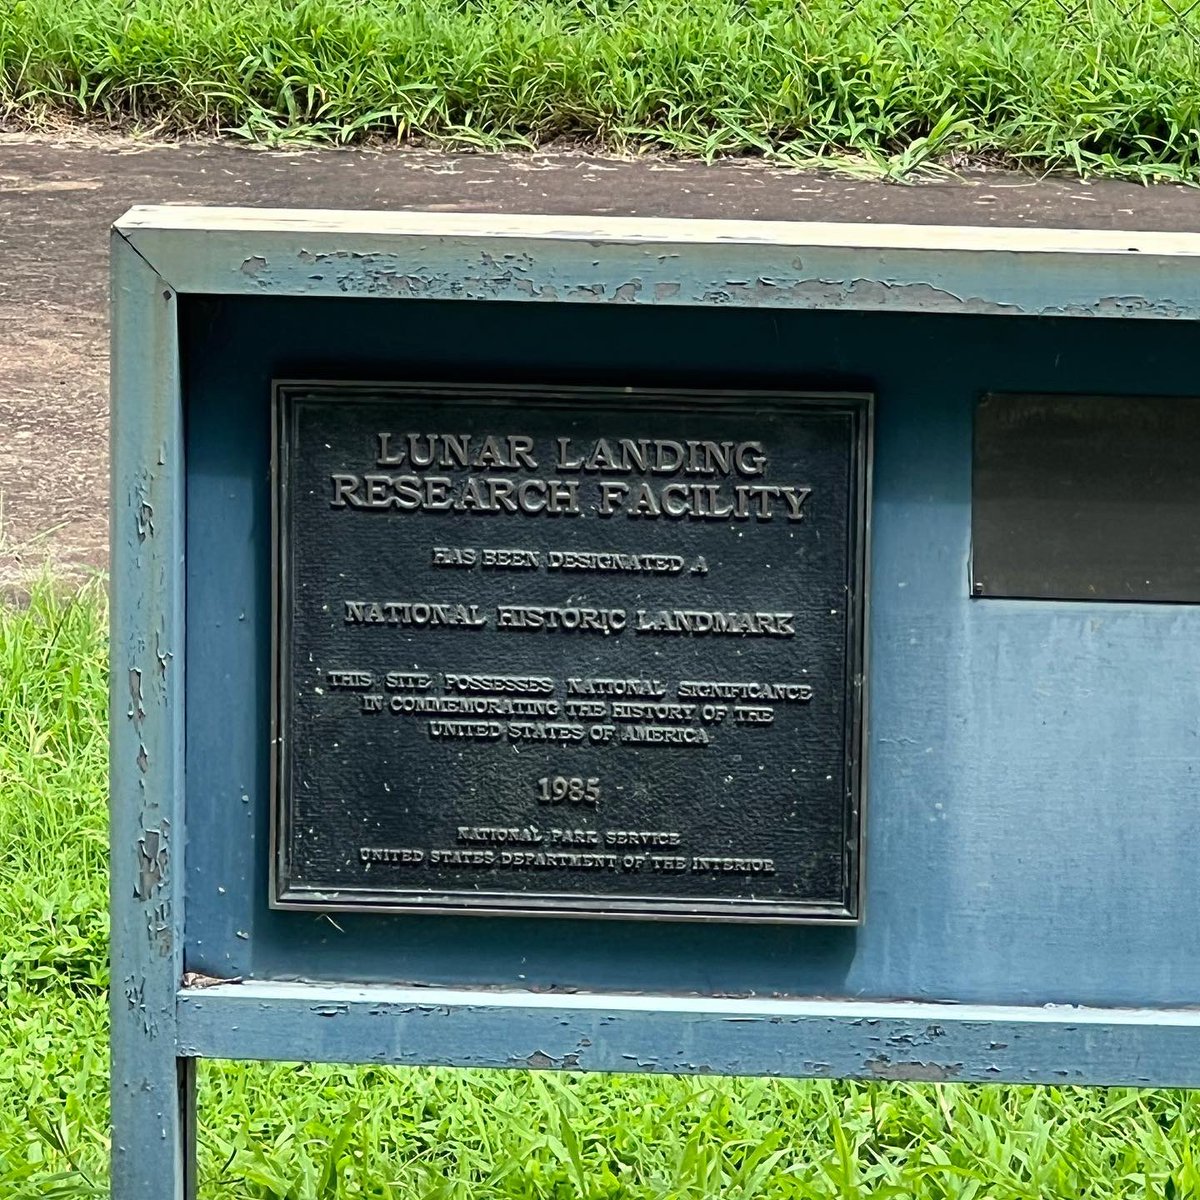 LUNAR LANDING
RESEARCH FACILITY
HAS BEEN DESIGNATED A
NATIONAL HISTORIC LANDMARK
THIS SITE POSSESSES NATIONAL SIGNIFICANCE
IN COMMEMORATING THE HISTORY OF THE
UNITED STATES OF AMERICA
1985
NATIONAL PARK SERVICE
UNITED STATES DEPARTMENT OF THE INTERIOR